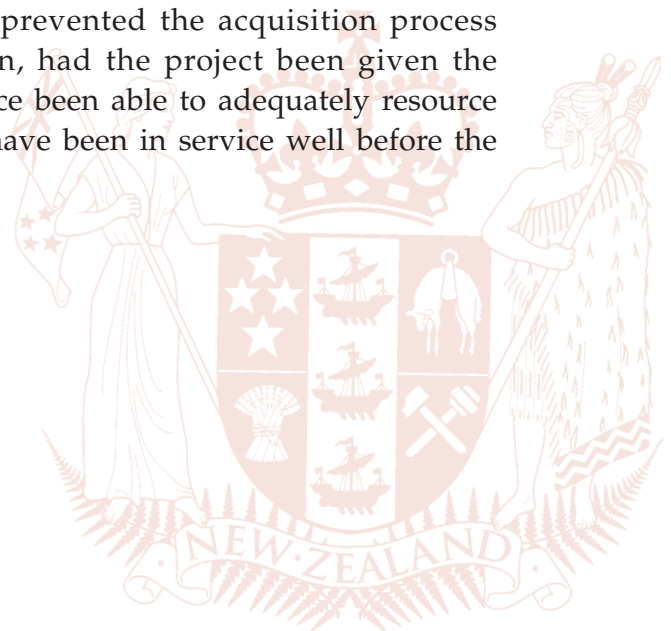 prevented the acquisition process
n, had the project been given the
ce been able to adequately resource
have been in service well before the
NEW·ZEALAND